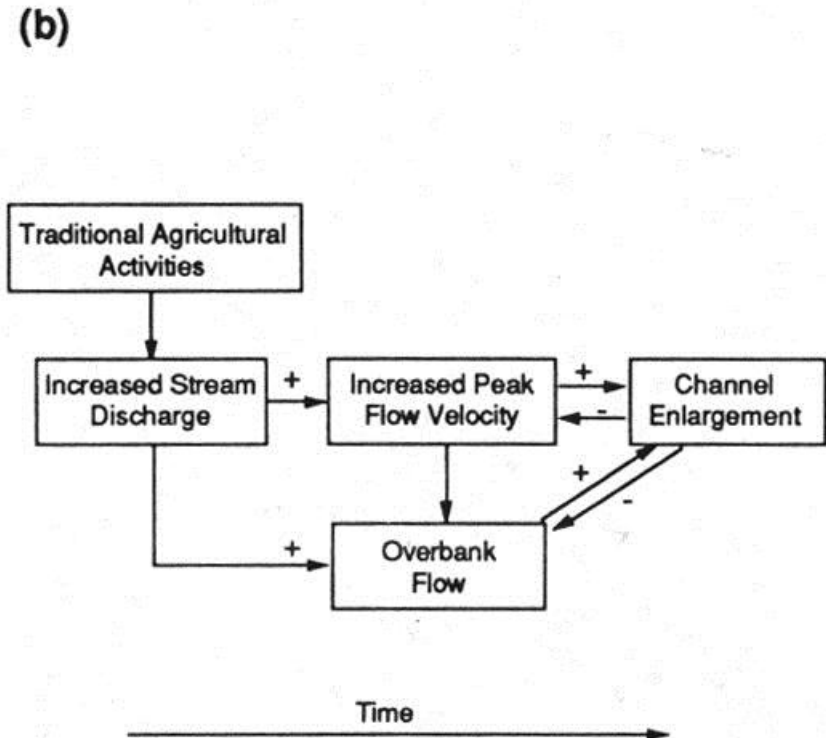 (b)
Traditional Agricultural
Activities
Increased Stream
Discharge
+
Increased Peak
Flow Velocity
+
-
Channel
Enlargement
+
-
+
Overbank
Flow
Time